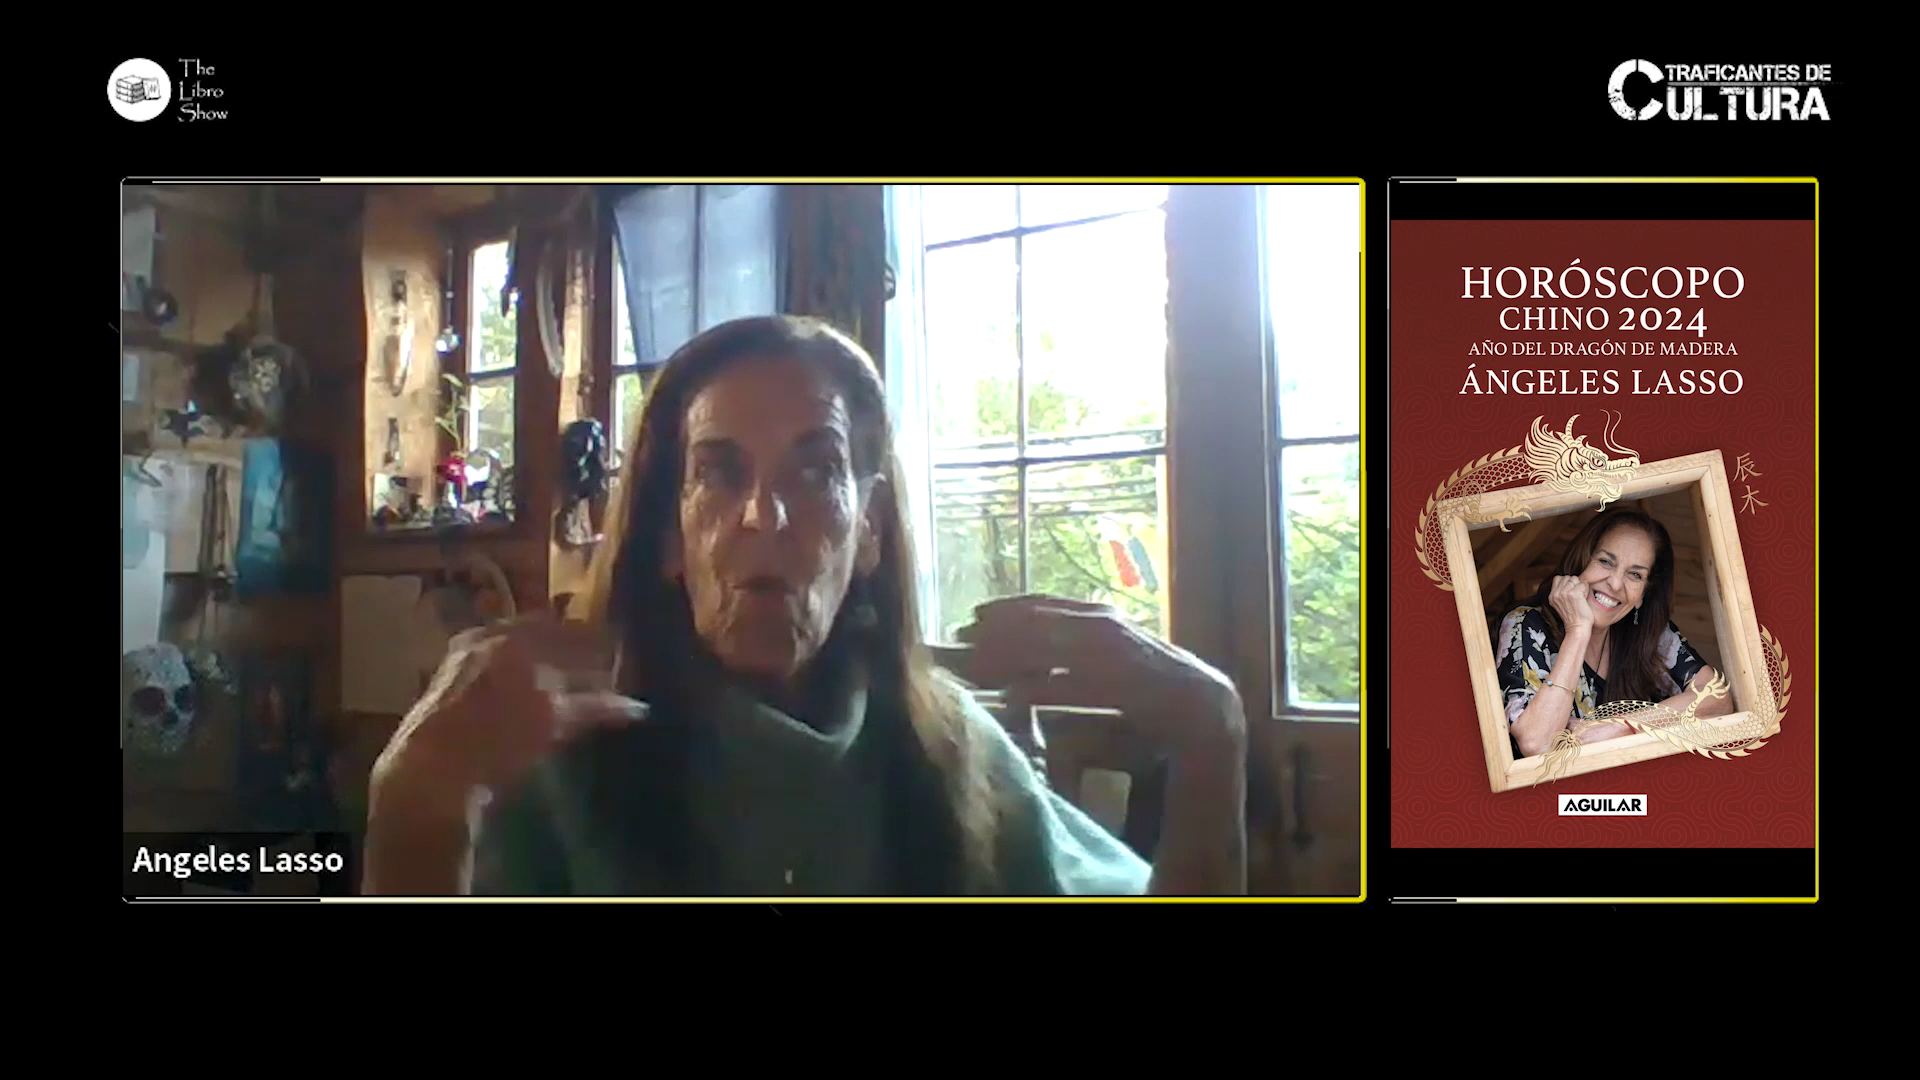 The
Libro
Show
TRAFICANTES DE
CULTURA
HORÓSCOPO
CHINO 2024
AÑO DEL DRAGÓN DE MADERA
ÁNGELES LASSO
辰
木
AGUILAR
Angeles Lasso